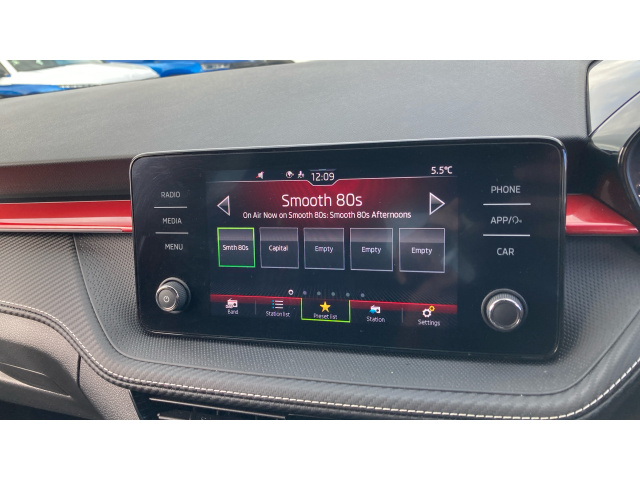 12:09
5.5°C
RADIO
MEDIA
MENU
Smooth 80s
On Air Now on Smooth 80s: Smooth 80s Afternoons
Smth 80s Capital Empty Empty Empty
Band Station list Preset list Station Settings
PHONE
APP/
CAR